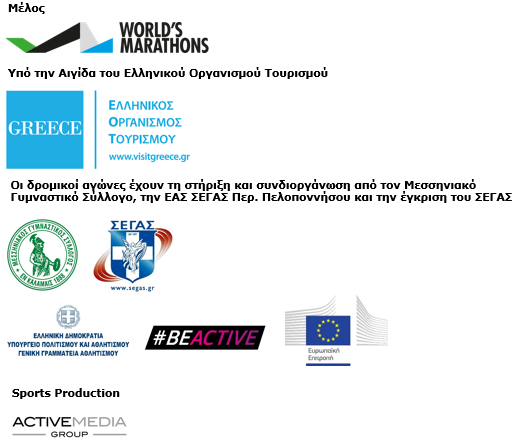 Μέλος
WORLD'S
MARATHONS
Υπό την Αιγίδα του Ελληνικού Οργανισμού Τουρισμού
GREECE
ΕΛΛΗΝΙΚΟΣ
ΟΡΓΑΝΙΣΜΟΣ
ΤΟΥΡΙΣΜΟΥ
www.visitgreece.gr
Οι δρομικοί αγώνες έχουν τη στήριξη και συνδιοργάνωση από τον Μεσσηνιακό
Γυμναστικό Σύλλογο, την ΕΑΣ ΣΕΓΑΣ Περ. Πελοποννήσου και την έγκριση του ΣΕΓΑΣ
ΜΕΣΣΗΝΙΑΚΟΣ ΓΥΜΝΑΣΤΙΚΟΣ ΣΥΛΛΟΓΟΣ
ΕΝ ΚΑΛΑΜΑΙΣ 1888
ΣΕΓΑΣ
www.segas.gr
ΕΛΛΗΝΙΚΗ ΔΗΜΟΚΡΑΤΙΑ
ΥΠΟΥΡΓΕΙΟ ΠΟΛΙΤΙΣΜΟΥ ΚΑΙ ΑΘΛΗΤΙΣΜΟΥ
ΓΕΝΙΚΗ ΓΡΑΜΜΑΤΕΙΑ ΑΘΛΗΤΙΣΜΟΥ
#BEACTIVE
Ευρωπαϊκή
Επιτροπή
Sports Production
ACTIVEMEDIA
GROUP